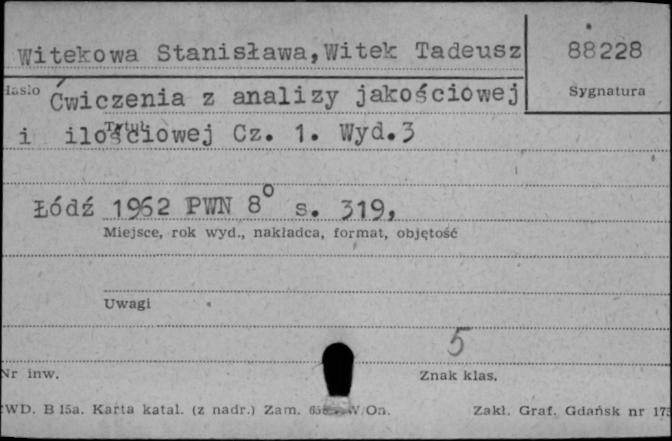 Witekowa Stanisława, Witek Tadeusz
88228
Hasło
Sygnatura
Ćwiczenia z analizy jakościowej
Tytuł
i ilościowej Cz. 1. Wyd.3
Łódź 1962 PWN 8° s. 319,
Miejsce, rok wyd., nakładca, format, objętość
Uwagi
5
Nr inw.
Znak klas.
WD. B 15a. Karta katal. (z nadr.) Zam.
Zakł. Graf. Gdańsk nr